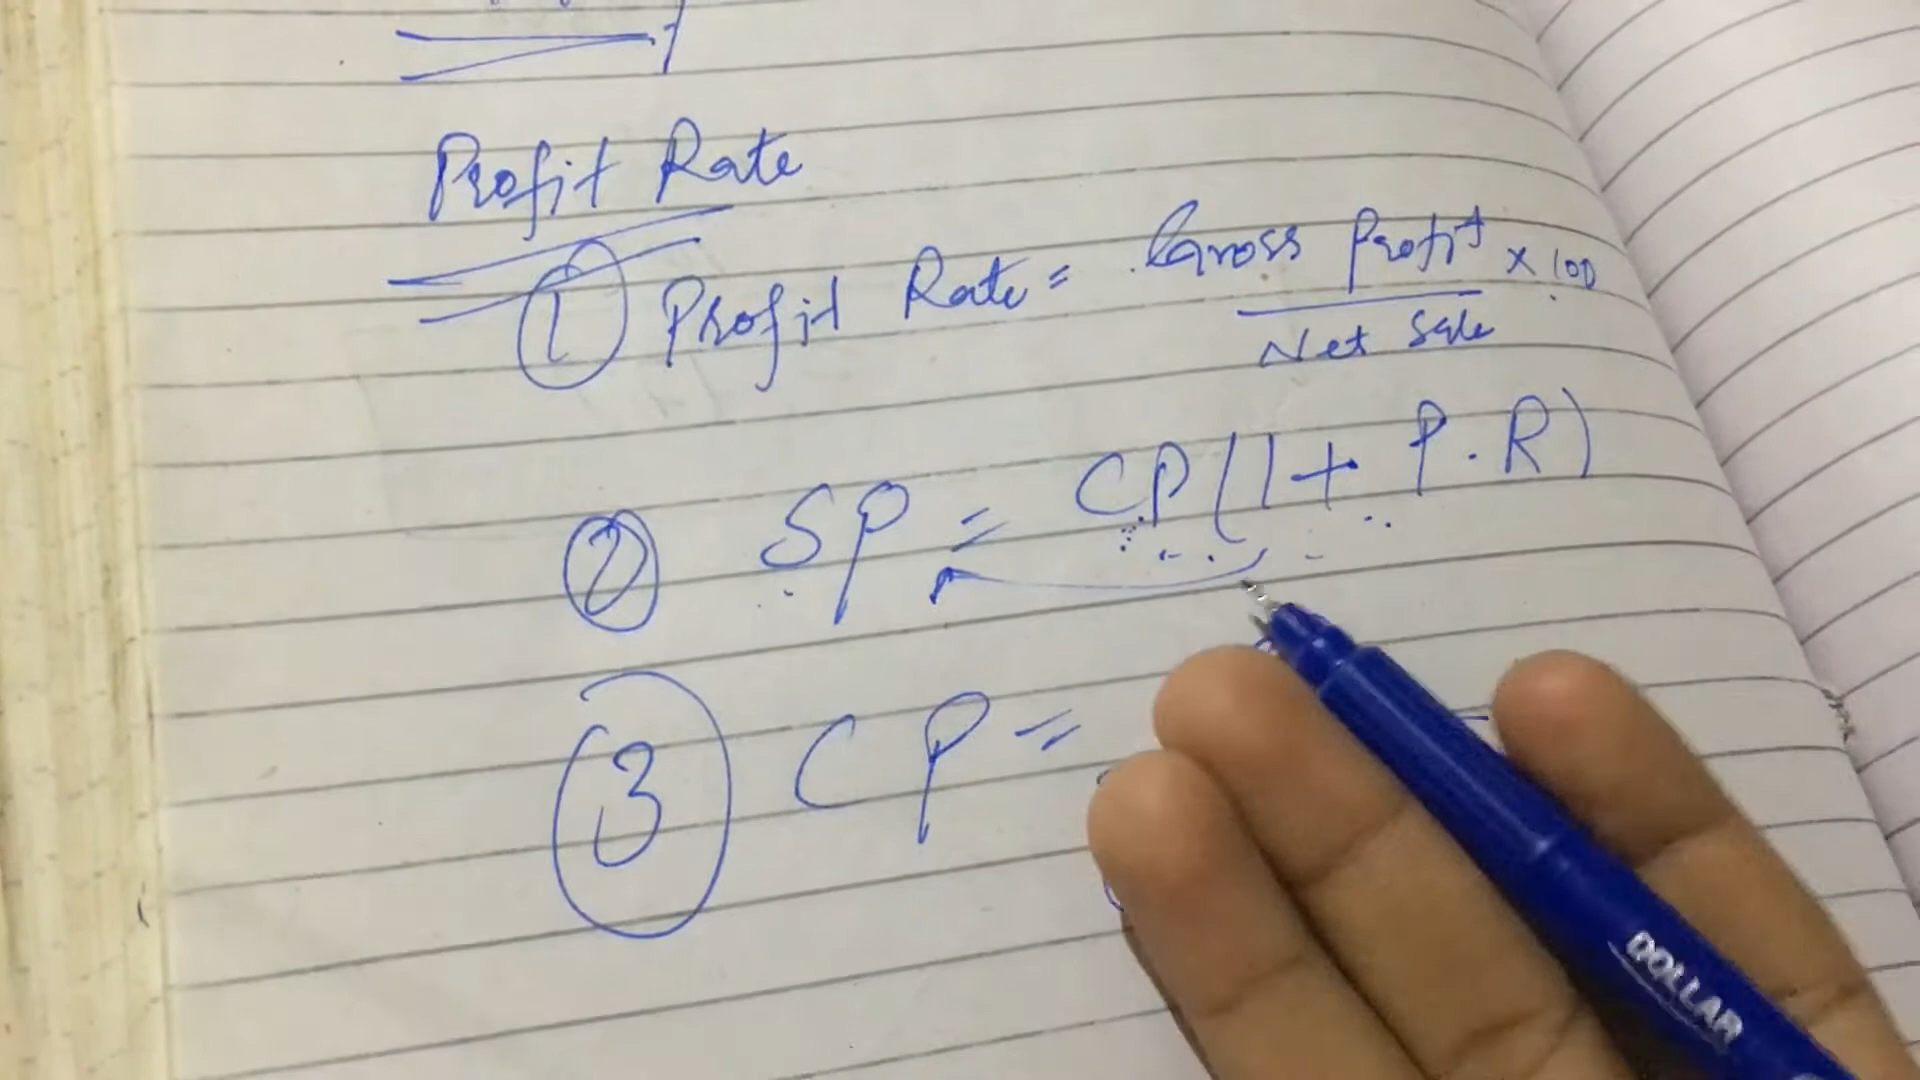 Profit Rate
① Profit Rate = Gross Profit × 100
Net Sale
② SP = CP(1 + P.R)
③ CP =
DOLLAR